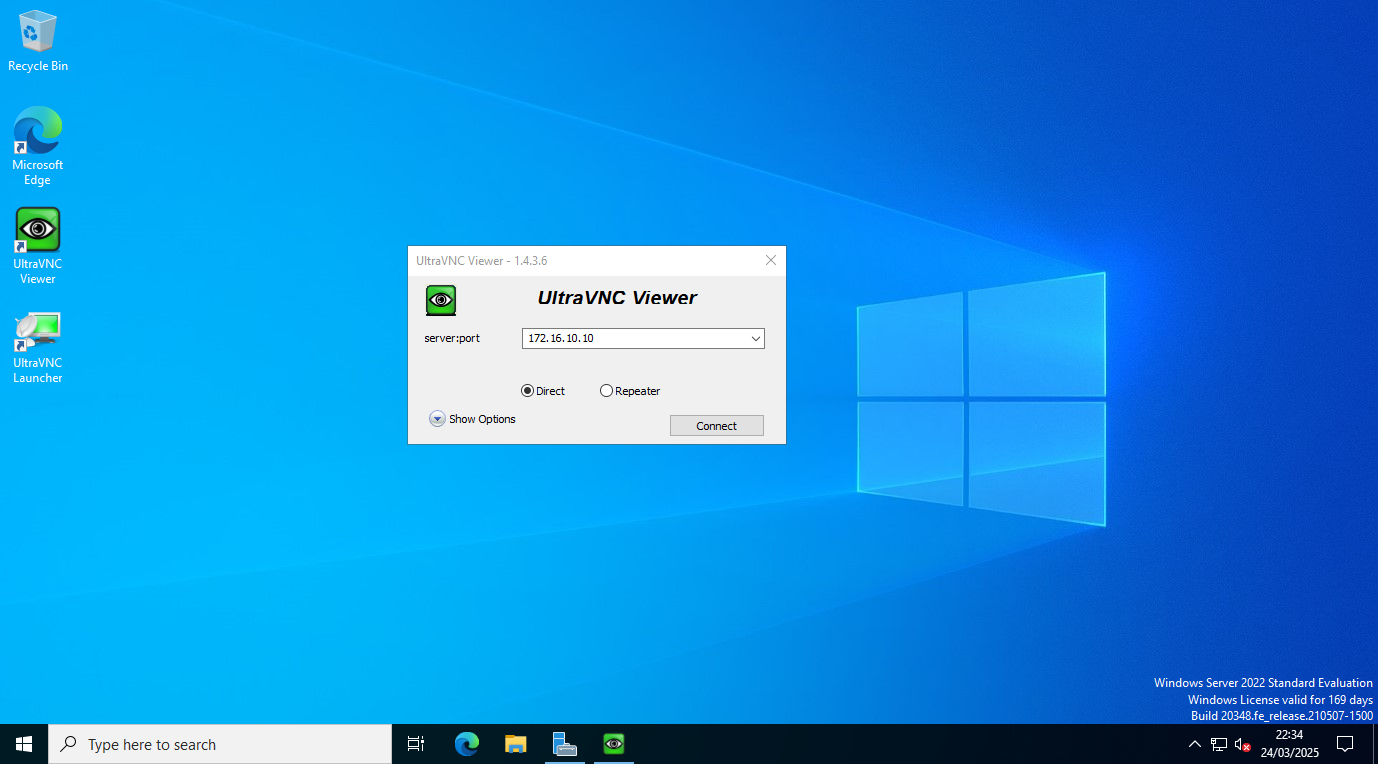 Recycle Bin
Microsoft
Edge
UltraVNC
Viewer
UltraVNC
Launcher
UltraVNC Viewer - 1.4.3.6
UltraVNC Viewer
server:port
172.16.10.10
Direct
Repeater
Show Options
Connect
Windows Server 2022 Standard Evaluation
Windows License valid for 169 days
Build 20348.fe_release.210507-1500
Type here to search
22:34
24/03/2025